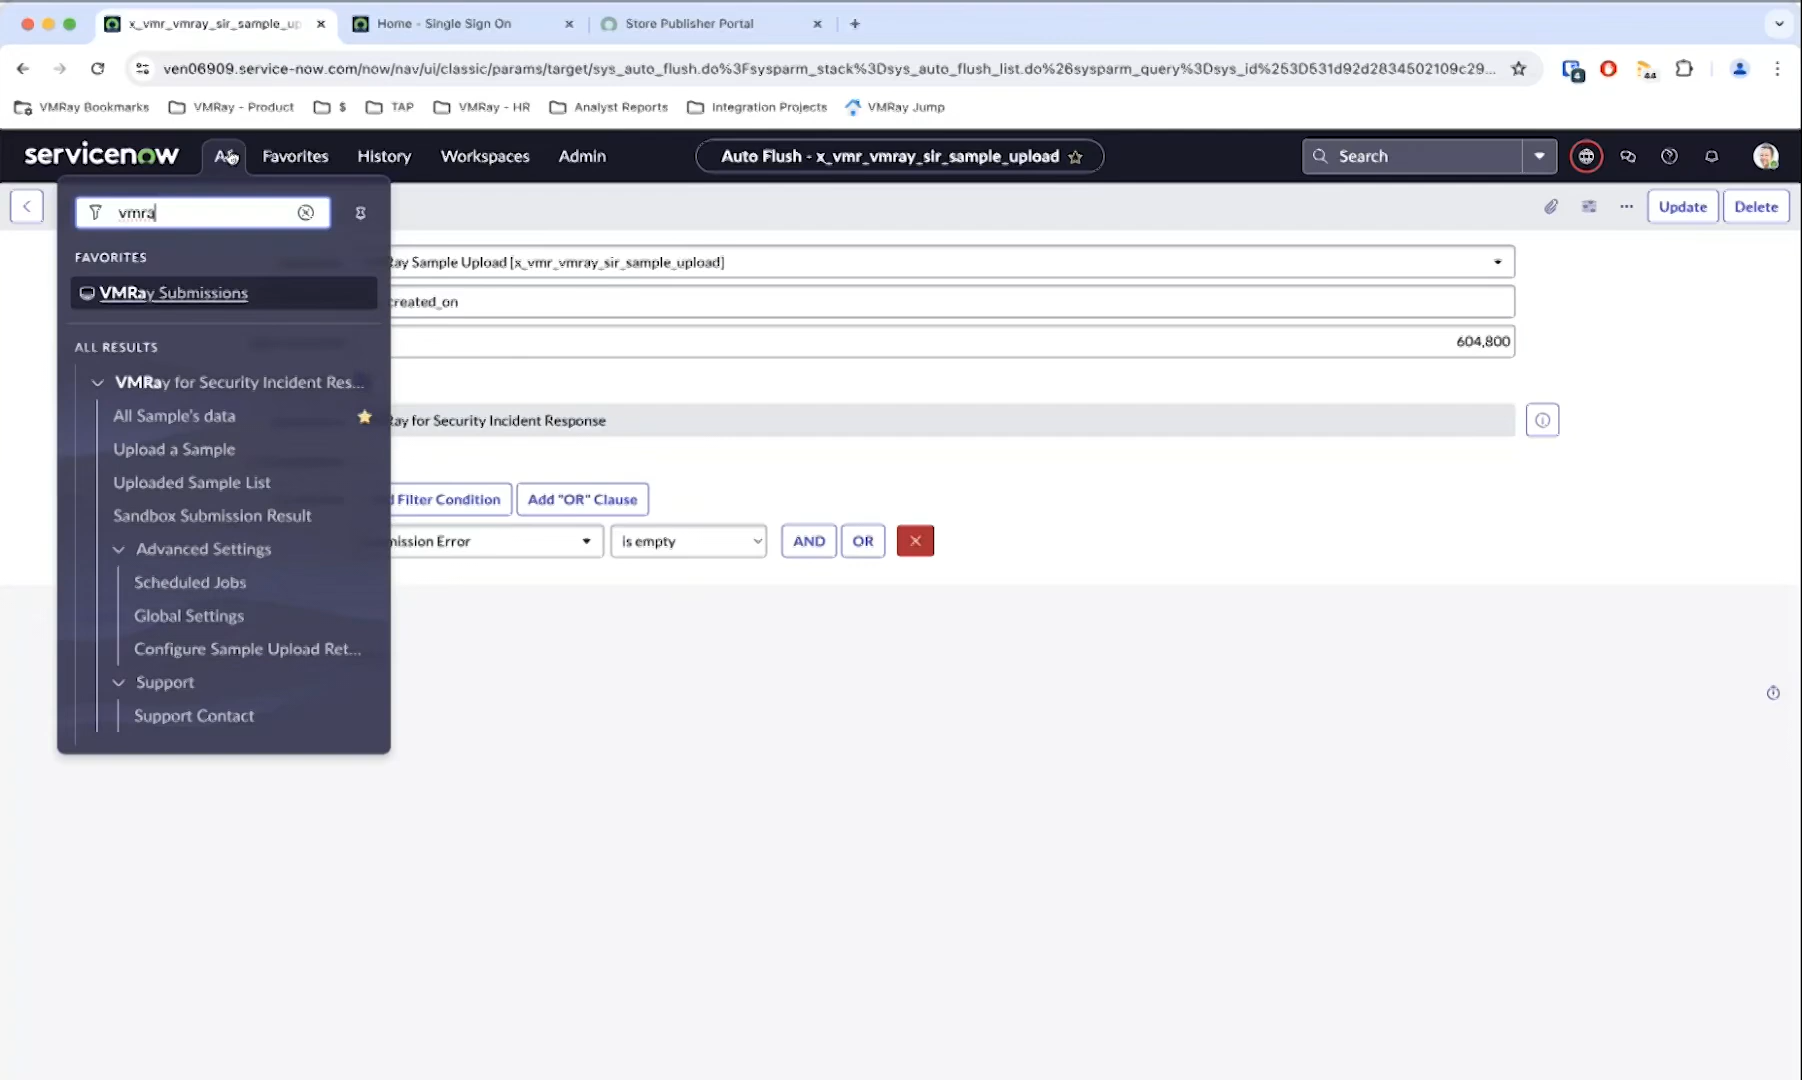 x_vmr_vmray_sir_sample_up
Home - Single Sign On
Store Publisher Portal
ven06909.service-now.com/now/nav/ui/classic/params/target/sys_auto_flush.do%3Fsysparm_stack%3Dsys_auto_flush_list.do%26sysparm_query%3Dsys_id%253D531d92d2834502109c29...
4
44
VMRay Bookmarks
VMRay - Product
$
TAP
VMRay - HR
Analyst Reports
Integration Projects
VMRay Jump
servicenow
Favorites
History
Workspaces
Admin
Auto Flush - x_vmr_vmray_sir_sample_upload
Search
vmra
Update
Delete
FAVORITES
VMRay Submissions
ALL RESULTS
VMRay for Security Incident Res...
All Sample's data
Upload a Sample
Uploaded Sample List
Sandbox Submission Result
Advanced Settings
Scheduled Jobs
Global Settings
Configure Sample Upload Ret...
Support
Support Contact
ay Sample Upload [x_vmr_vmray_sir_sample_upload]
created_on
604,800
ay for Security Incident Response
Filter Condition
Add "OR" Clause
mission Error
is empty
AND
OR